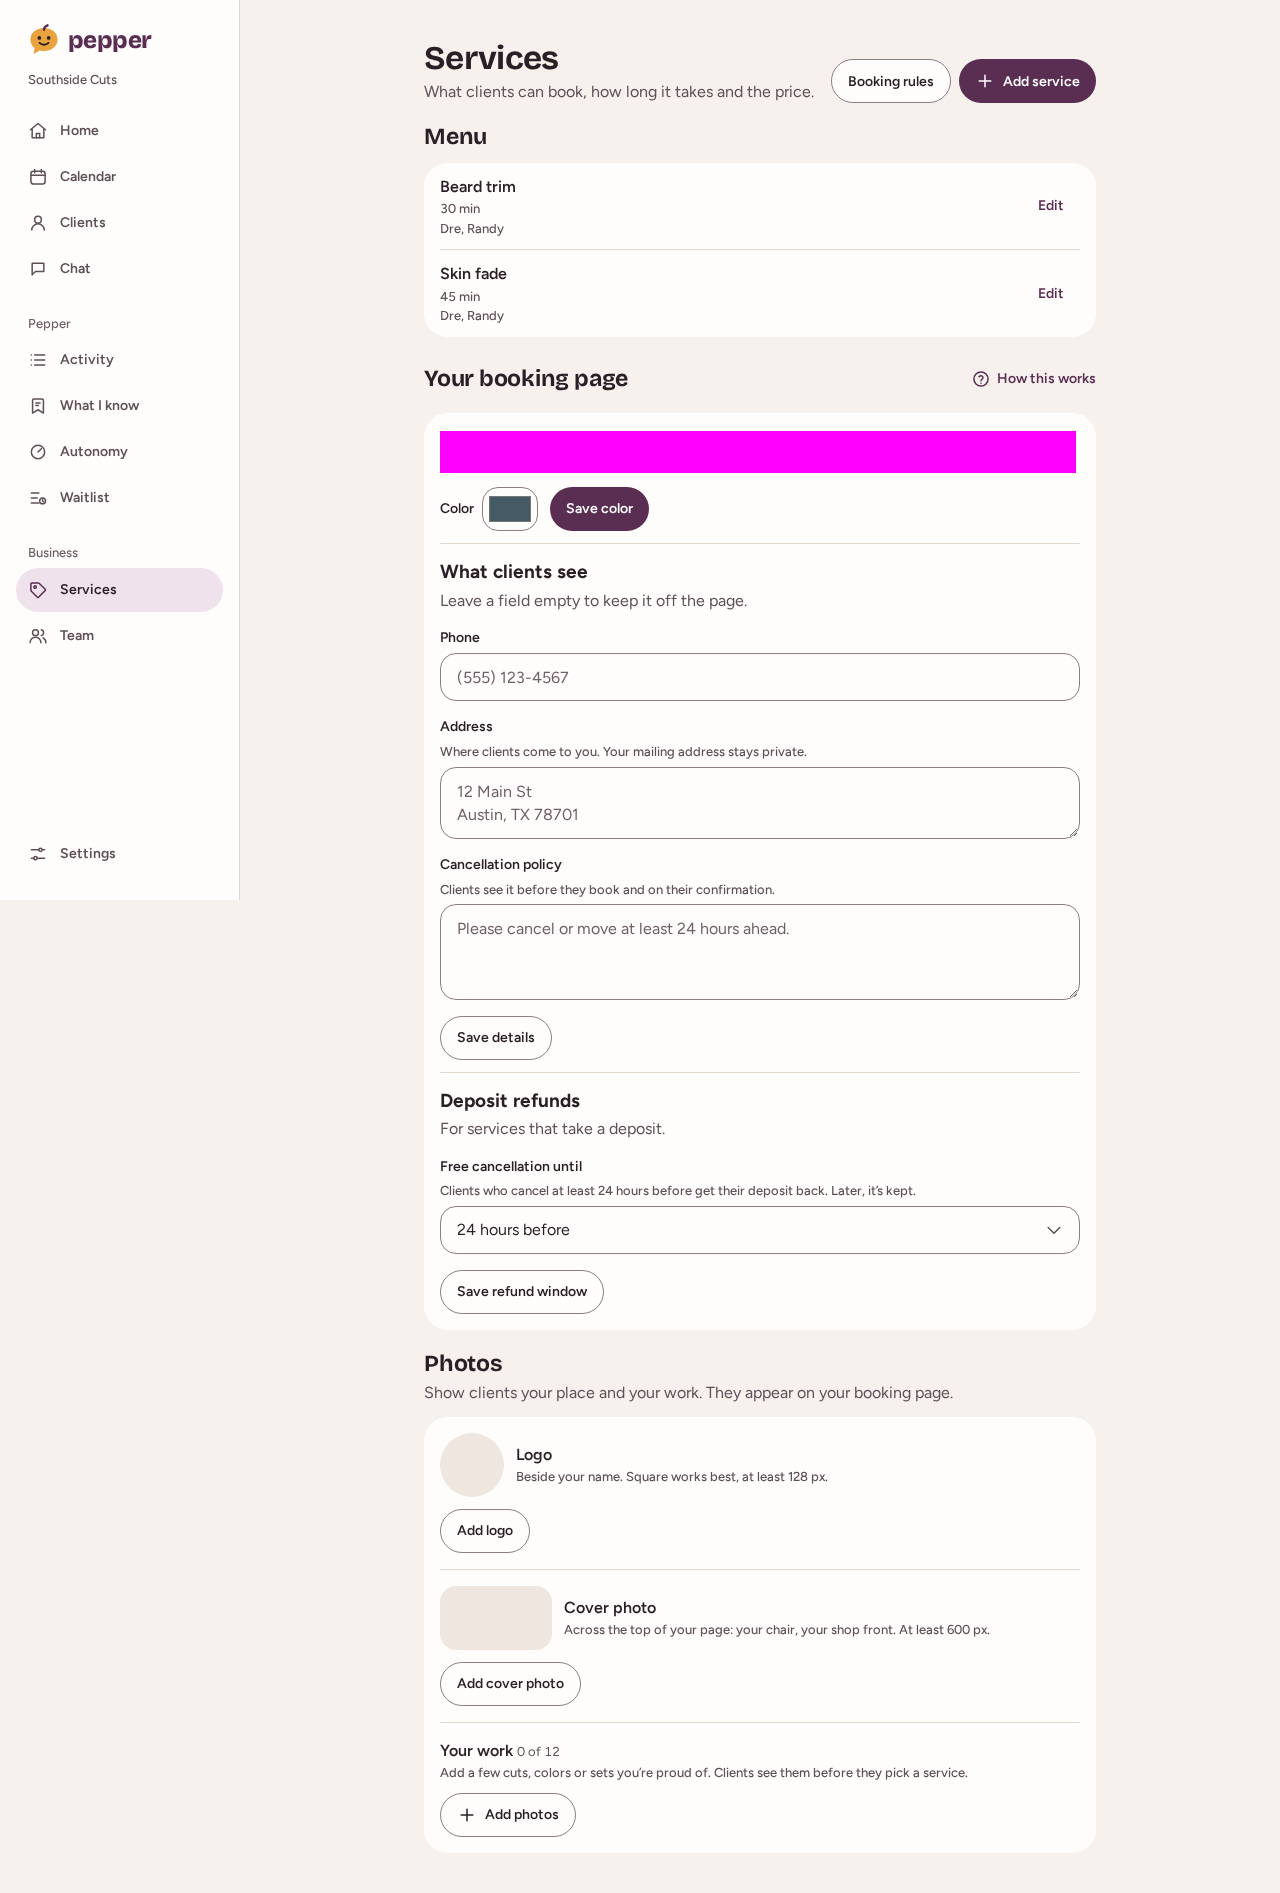 pepper
Southside Cuts
Home
Calendar
Clients
Chat
Pepper
Activity
What I know
Autonomy
Waitlist
Business
Services
Team
Settings
Services
What clients can book, how long it takes and the price.
Booking rules
Add service
Menu
Beard trim
30 min
Dre, Randy
Edit
Skin fade
45 min
Dre, Randy
Edit
Your booking page
How this works
Color
Save color
What clients see
Leave a field empty to keep it off the page.
Phone
(555) 123-4567
Address
Where clients come to you. Your mailing address stays private.
12 Main St
Austin, TX 78701
Cancellation policy
Clients see it before they book and on their confirmation.
Please cancel or move at least 24 hours ahead.
Save details
Deposit refunds
For services that take a deposit.
Free cancellation until
Clients who cancel at least 24 hours before get their deposit back. Later, it’s kept.
24 hours before
Save refund window
Photos
Show clients your place and your work. They appear on your booking page.
Logo
Beside your name. Square works best, at least 128 px.
Add logo
Cover photo
Across the top of your page: your chair, your shop front. At least 600 px.
Add cover photo
Your work 0 of 12
Add a few cuts, colors or sets you’re proud of. Clients see them before they pick a service.
Add photos